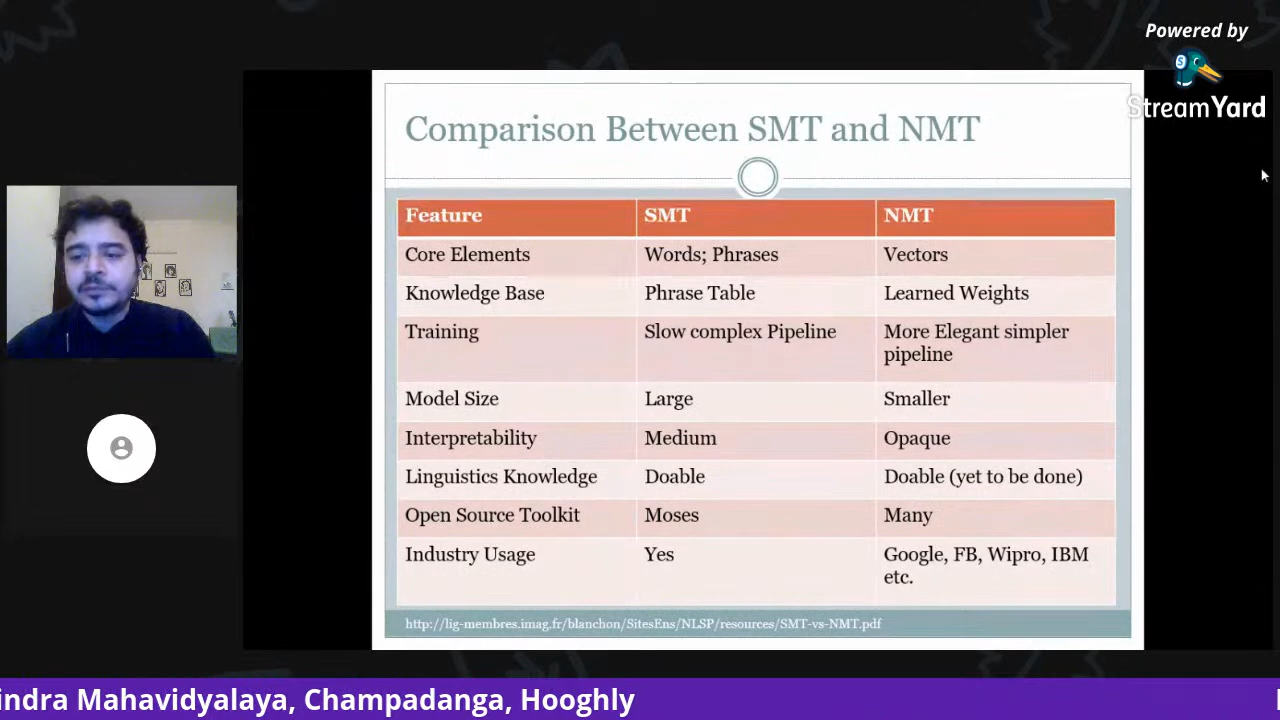 Powered by
StreamYard
Comparison Between SMT and NMT
Feature SMT NMT
Core Elements Words; Phrases Vectors
Knowledge Base Phrase Table Learned Weights
Training Slow complex Pipeline More Elegant simpler
pipeline
Model Size Large Smaller
Interpretability Medium Opaque
Linguistics Knowledge Doable Doable (yet to be done)
Open Source Toolkit Moses Many
Industry Usage Yes Google, FB, Wipro, IBM
etc.
http://lig-membres.imag.fr/blanchon/SitesEns/NLSP/resources/SMT-vs-NMT.pdf
indra Mahavidyalaya, Champadanga, Hooghly